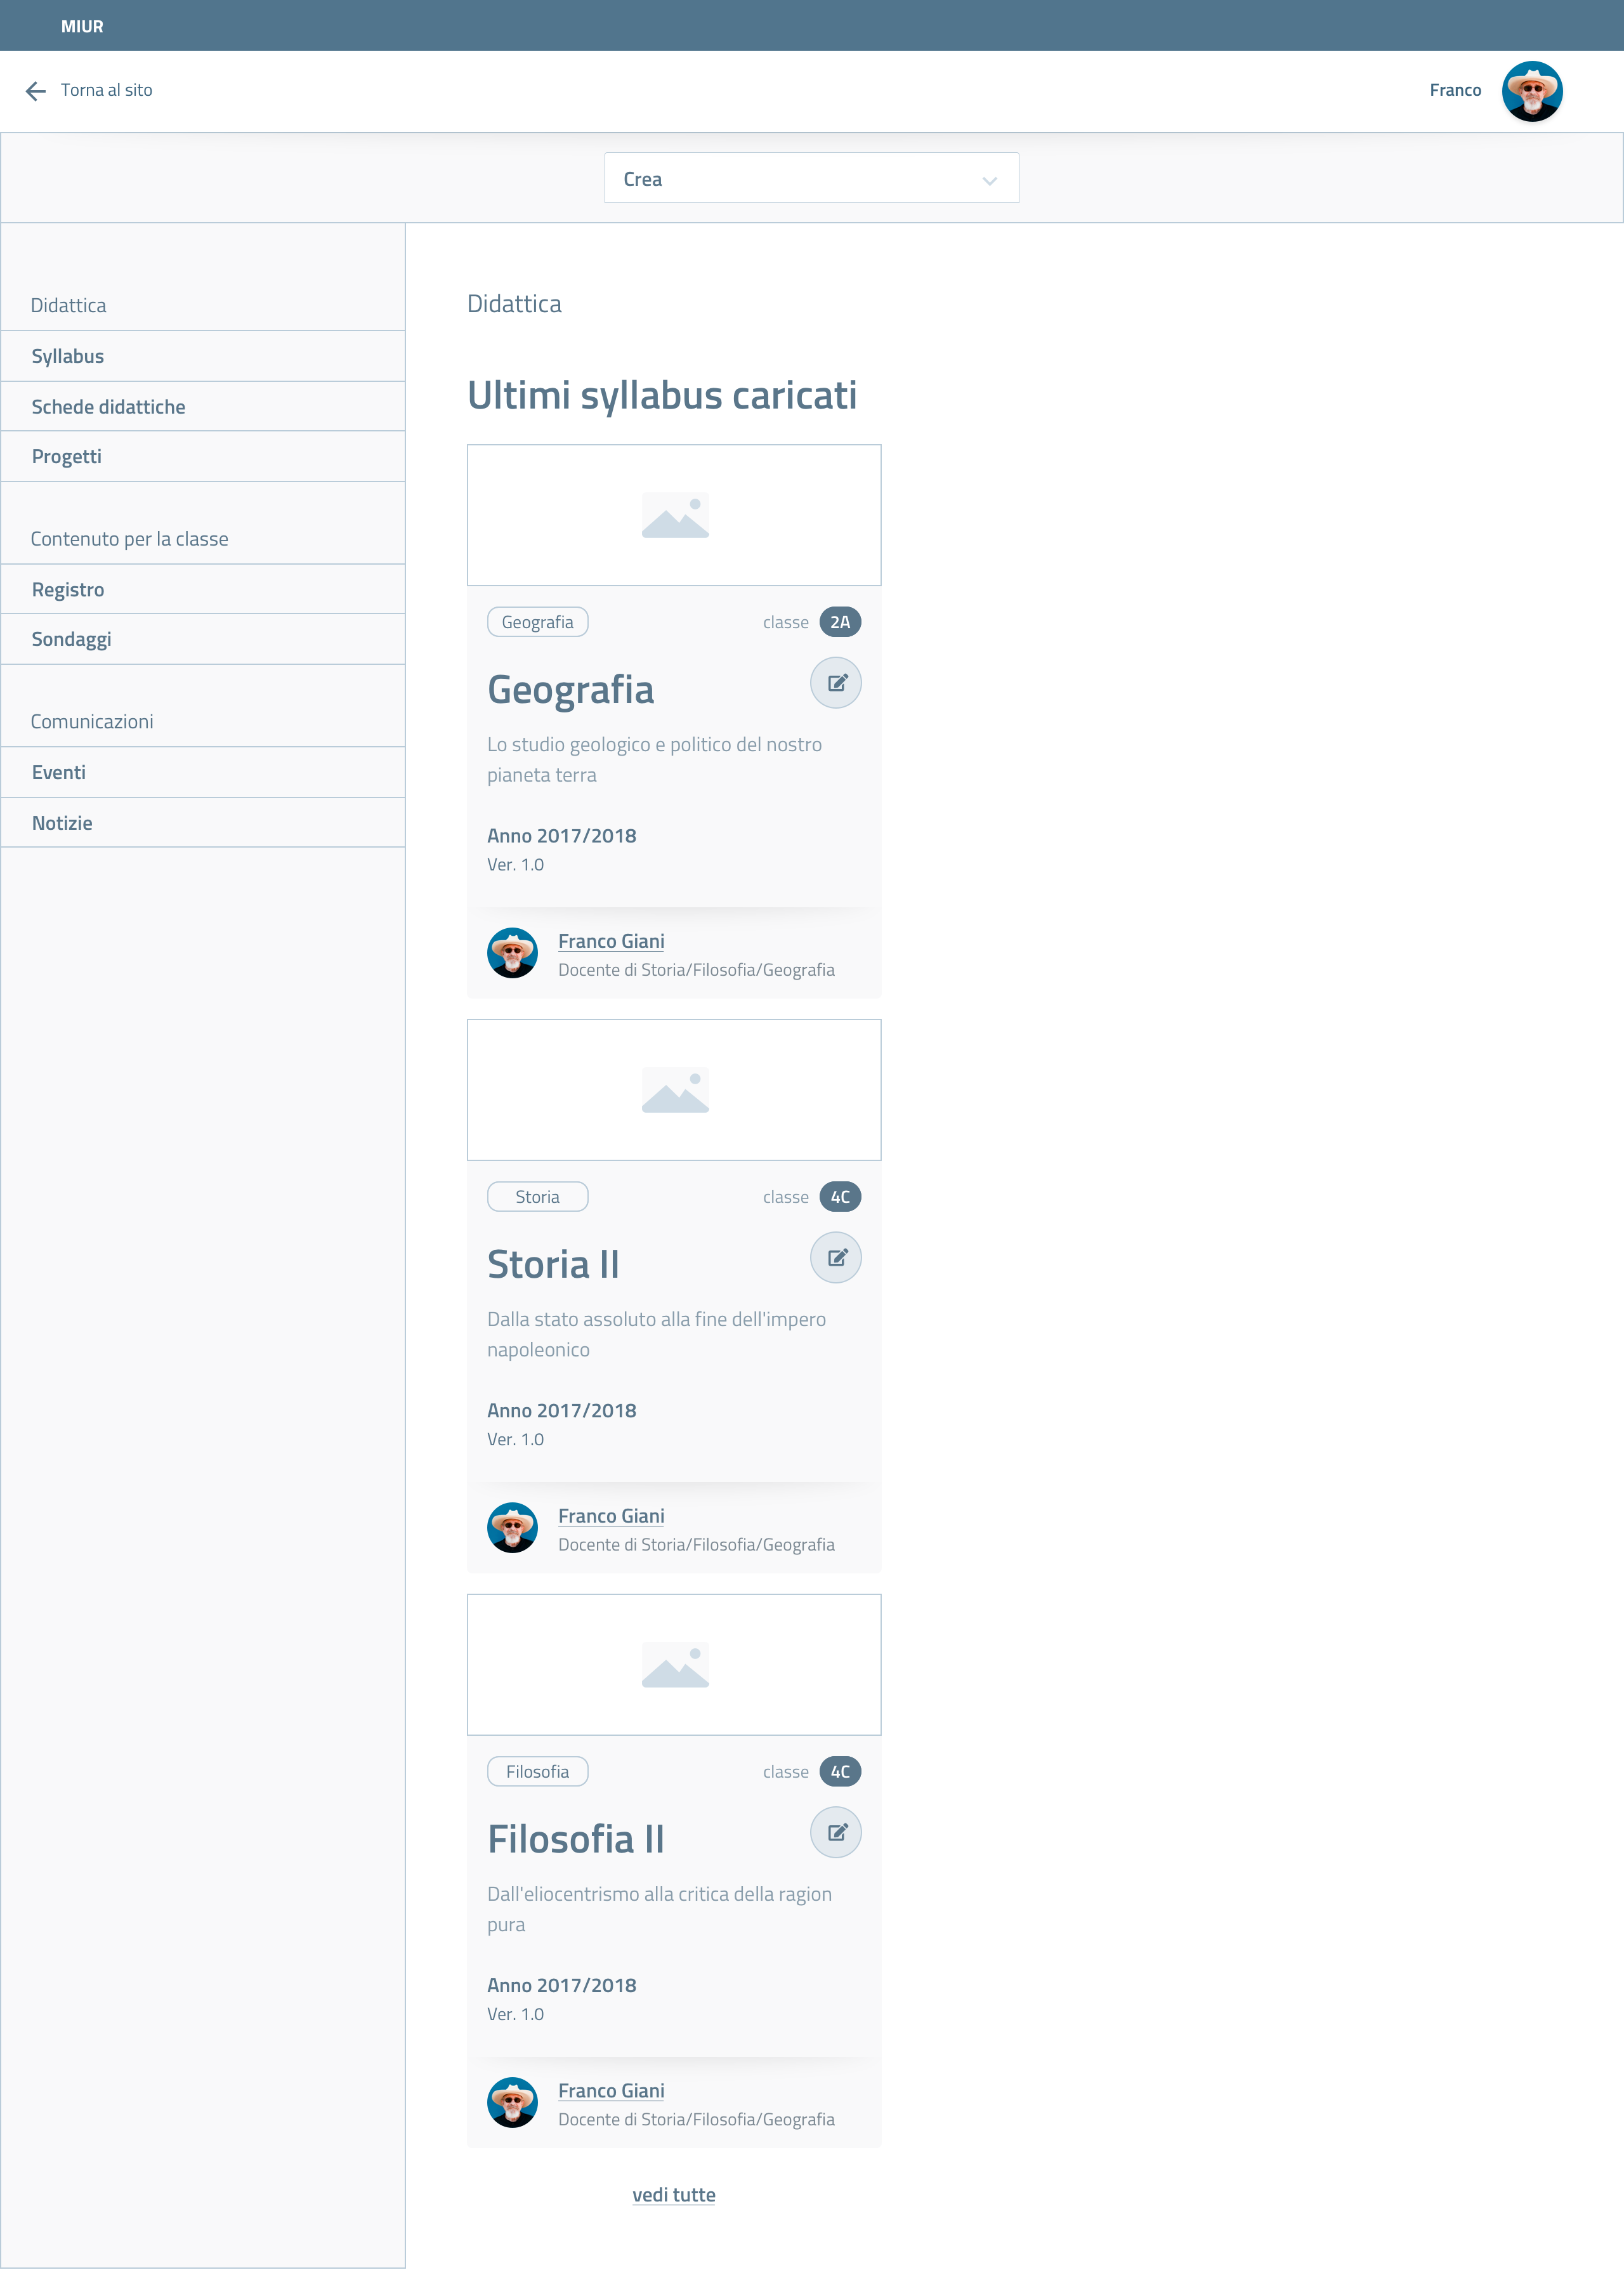 MIUR
Torna al sito
Franco
Crea
Didattica
Syllabus
Schede didattiche
Progetti
Contenuto per la classe
Registro
Sondaggi
Comunicazioni
Eventi
Notizie
Didattica
Ultimi syllabus caricati
Geografia
classe 2A
Geografia
Lo studio geologico e politico del nostro
pianeta terra
Anno 2017/2018
Ver. 1.0
Franco Giani
Docente di Storia/Filosofia/Geografia
Storia
classe 4C
Storia II
Dalla stato assoluto alla fine dell'impero
napoleonico
Anno 2017/2018
Ver. 1.0
Franco Giani
Docente di Storia/Filosofia/Geografia
Filosofia
classe 4C
Filosofia II
Dall'eliocentrismo alla critica della ragion
pura
Anno 2017/2018
Ver. 1.0
Franco Giani
Docente di Storia/Filosofia/Geografia
vedi tutte